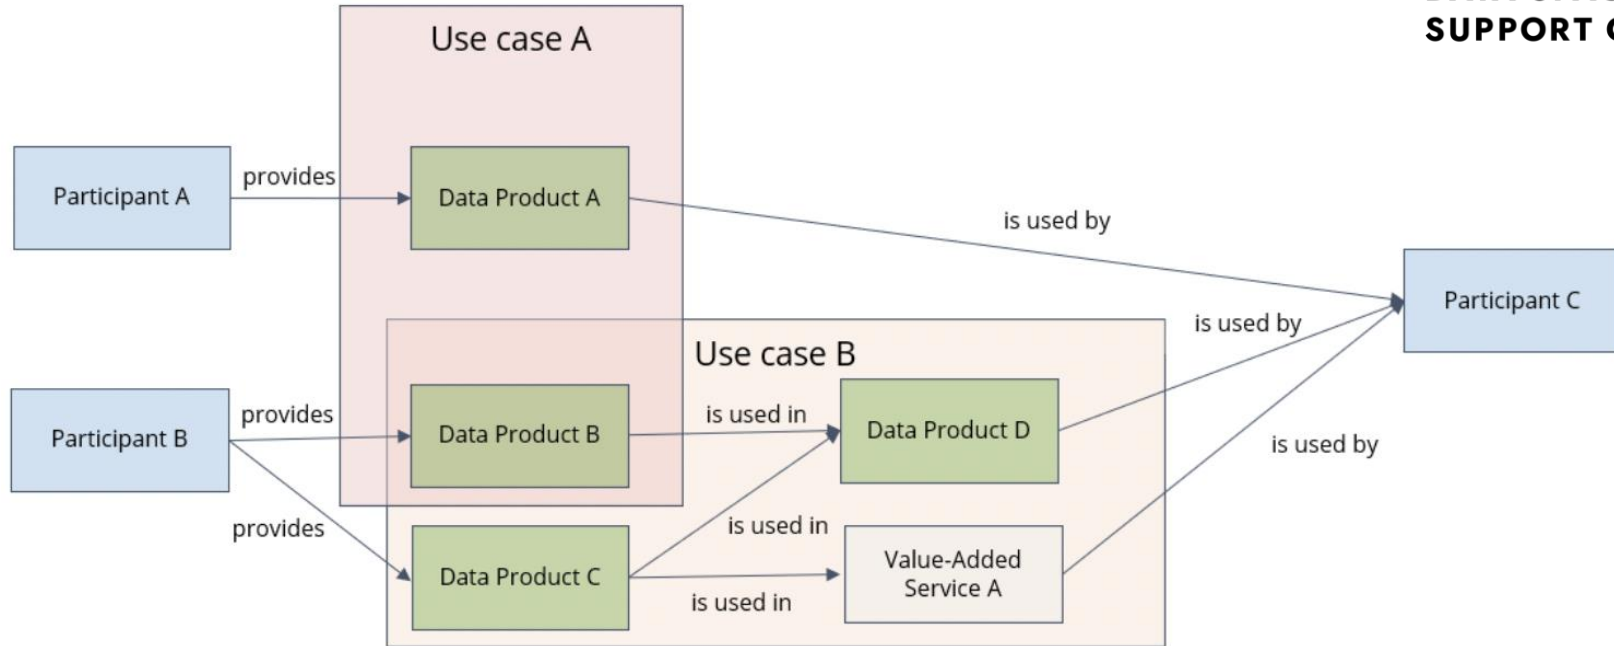 SUPPORT
Use case A
provides
Participant A
Data Product A
is used by
Participant C
is used by
Use case B
provides
Participant B
Data Product B
is used in
Data Product D
is used by
provides
is used in
Data Product C
Value-Added
Service A
is used in